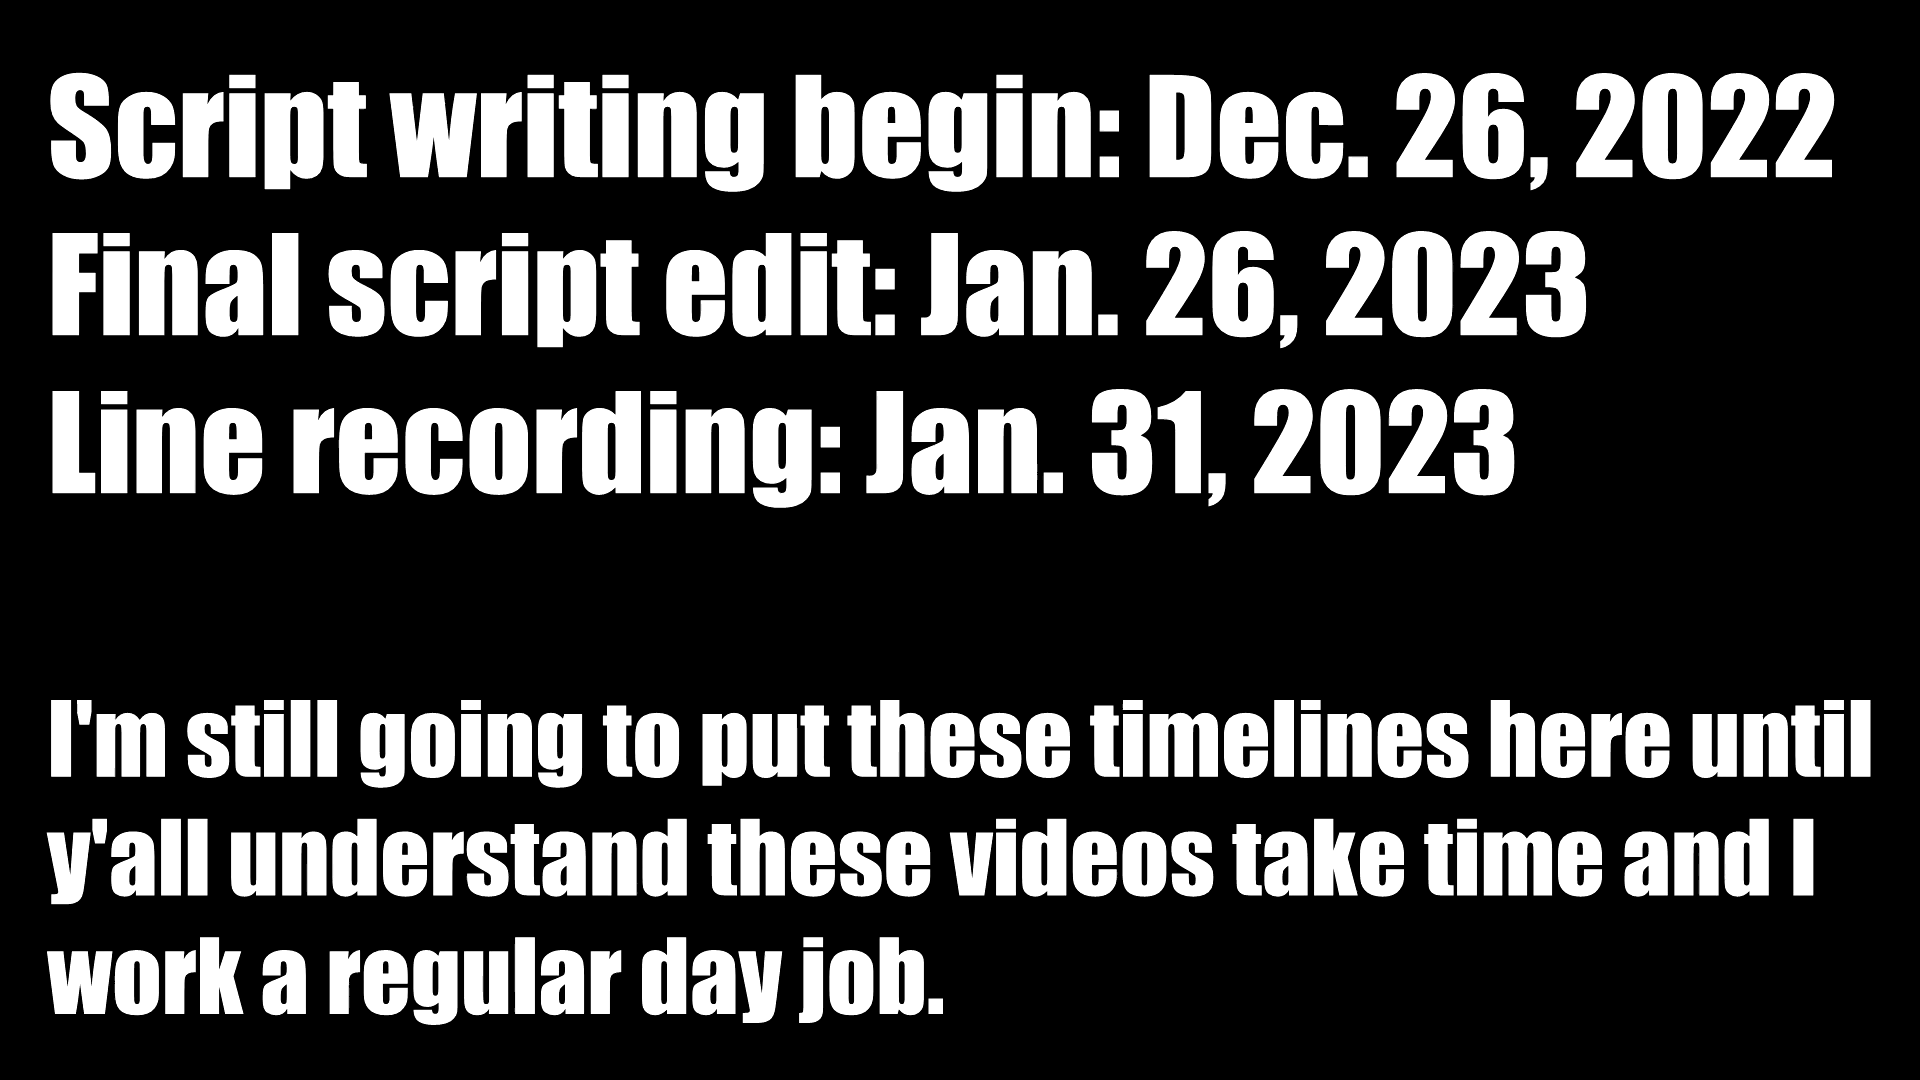 Script writing begin: Dec. 26, 2022
Final script edit: Jan. 26, 2023
Line recording: Jan. 31, 2023
I'm still going to put these timelines here until
y'all understand these videos take time and I
work a regular day job.